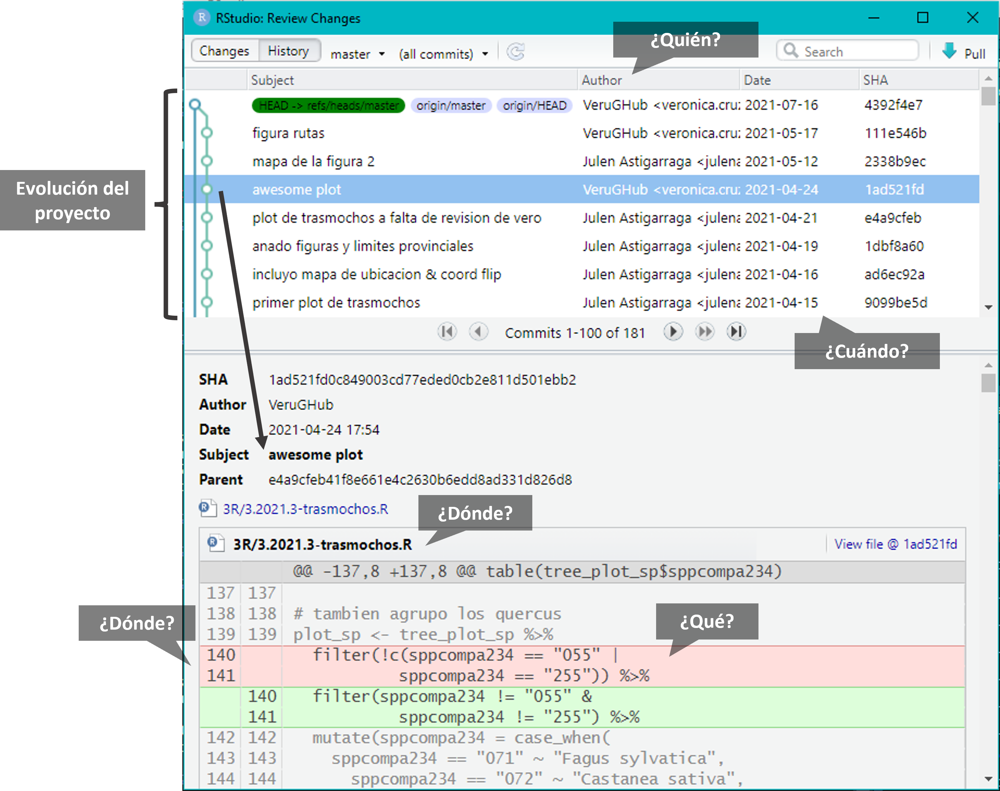 RStudio: Review Changes
¿Quién?
Changes History master (all commits) Search Pull
Subject Author Date SHA
HEAD -> refs/heads/master origin/master origin/HEAD VeruGHub <veronica.cru 2021-07-16 4392f4e7
figura rutas VeruGHub <veronica.cru 2021-05-17 111e546b
mapa de la figura 2 Julen Astigarraga <julen 2021-05-12 2338b9ec
awesome plot VeruGHub <veronica.cru 2021-04-24 1ad521fd
plot de trasmochos a falta de revision de vero Julen Astigarraga <julen 2021-04-21 e4a9cfeb
anado figuras y limites provinciales Julen Astigarraga <julen 2021-04-19 1dbf8a60
incluyo mapa de ubicacion & coord flip Julen Astigarraga <julen 2021-04-16 ad6ec92a
primer plot de trasmochos Julen Astigarraga <julen 2021-04-15 9099be5d
Evolución del
proyecto
Commits 1-100 of 181
¿Cuándo?
SHA 1ad521fd0c849003cd77eded0cb2e811d501ebb2
Author VeruGHub
Date 2021-04-24 17:54
Subject awesome plot
Parent e4a9cfeb41f8e661e4c2630b6edd8ad331d826d8
3R/3.2021.3-trasmochos.R
¿Dónde?
3R/3.2021.3-trasmochos.R View file @ 1ad521fd
@@ -137,8 +137,8 @@ table(tree_plot_sp$sppcompa234)
137 137
138 138 # tambien agrupo los quercus
139 139 plot_sp <- tree_plot_sp %>%
¿Dónde?
¿Qué?
140 filter(!c(sppcompa234 == "055" |
141 sppcompa234 == "255")) %>%
140 filter(sppcompa234 != "055" &
141 sppcompa234 != "255") %>%
142 142 mutate(sppcompa234 = case_when(
143 143 sppcompa234 == "071" ~ "Fagus sylvatica",
144 144 sppcompa234 == "072" ~ "Castanea sativa",